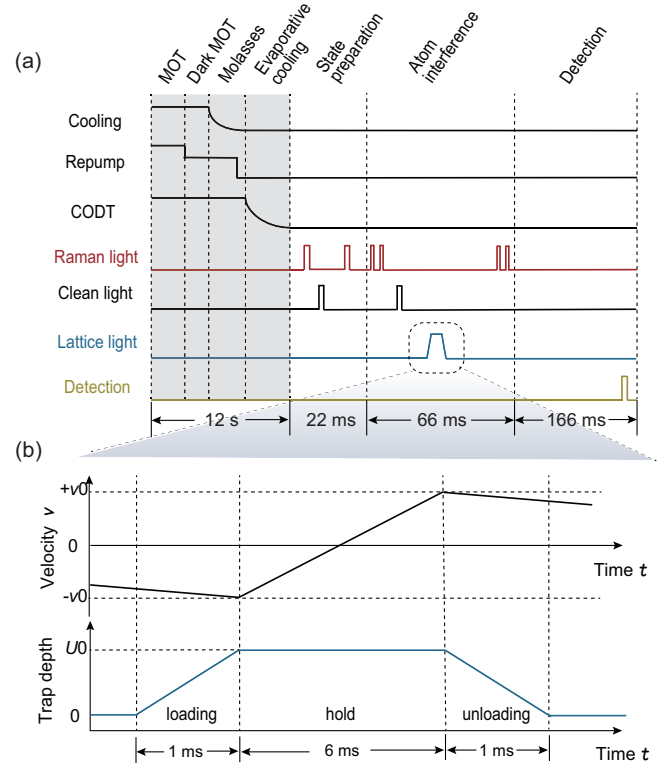 (a)
MOT
Dark MOT
Molasses
Evaporative
cooling
State
preparation
Atom
interference
Detection
Cooling
Repump
CODT
Raman light
Clean light
Lattice light
Detection
12 s
22 ms
66 ms
166 ms
(b)
+v0
Velocity v
0
Time t
-v0
Trap depth
U0
0
loading
hold
unloading
1 ms
6 ms
1 ms
Time t